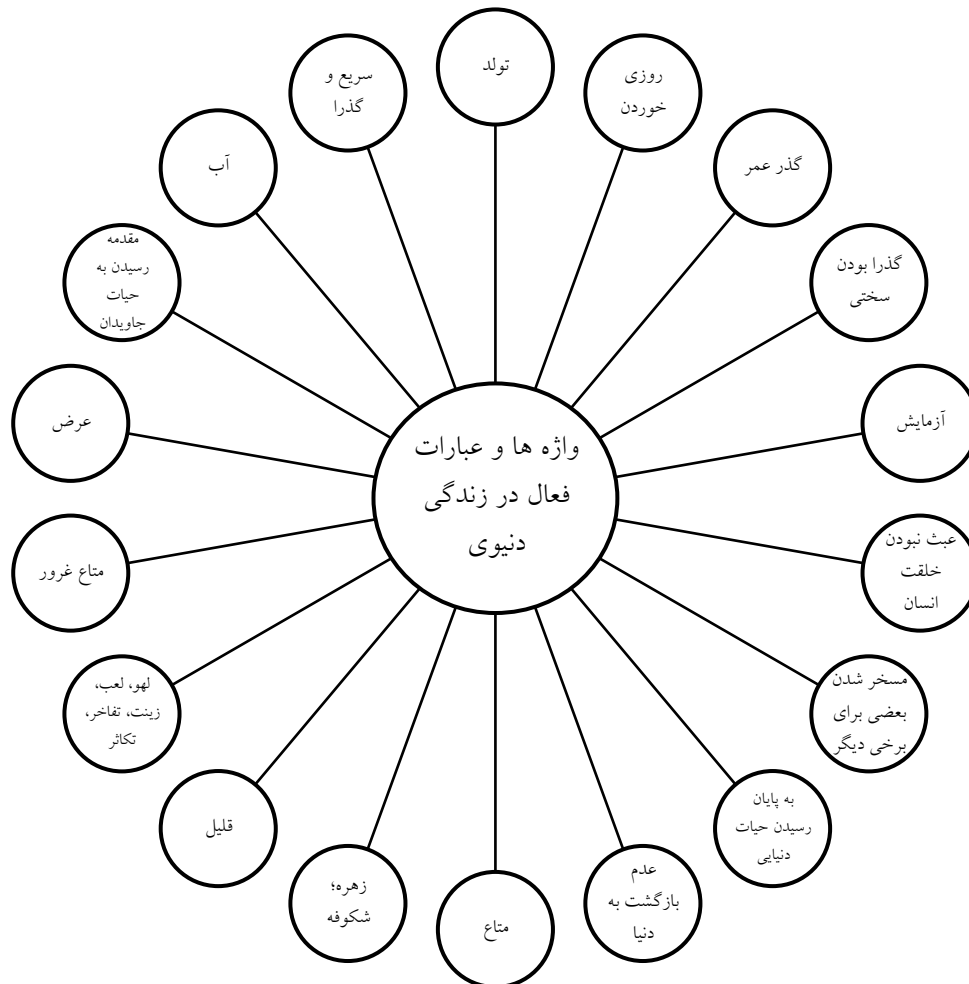 واژه ها و عبارات
فعال در زندگی
دنیوی
تولد
روزی
خوردن
گذر عمر
گذرا بودن
سختی
آزمایش
عبث نبودن
خلقت
انسان
مسخر شدن
بعضی برای
برخی دیگر
به پایان
رسیدن حیات
دنیایی
عدم
بازگشت به
دنیا
متاع
زهره؛
شکوفه
قلیل
لهو، لعب،
زینت، تفاخر،
تکاثر
متاع غرور
عرض
مقدمه
رسیدن به
حیات
جاویدان
آب
سریع و
گذرا